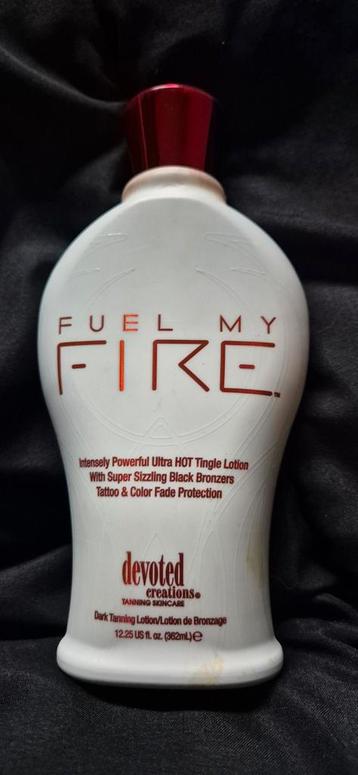 FUEL MY
FIRE
Intensely Powerful Ultra HOT Tingle Lotion
With Super Sizzling Black Bronzers
Tattoo & Color Fade Protection
devoted
creations®
TANNING SKINCARE
Dark Tanning Lotion/Lotion de Bronzage
12.25 US fl. oz. (362mL) ℮